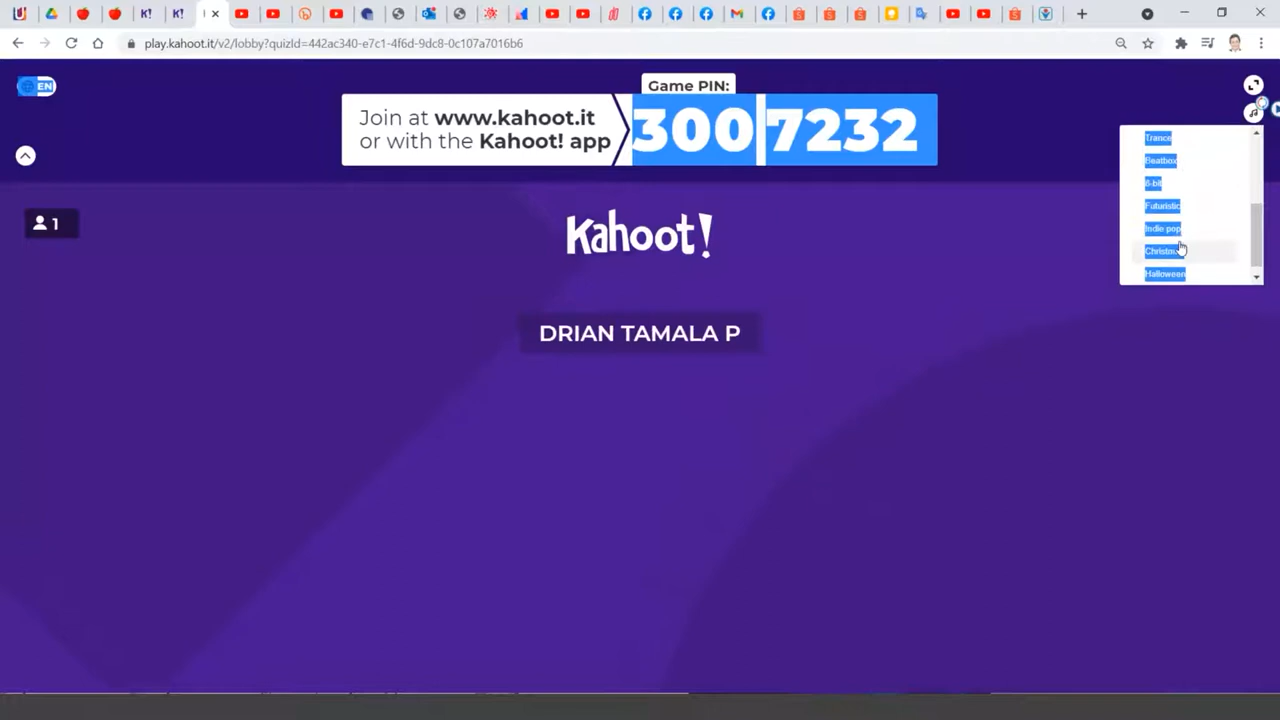 play.kahoot.it/v2/lobby?quizId=442ac340-e7c1-4f6d-9dc8-0c107a7016b6
EN
Game PIN:
Join at www.kahoot.it
or with the Kahoot! app
300 7232
Trance
Beatbox
8-bit
Futuristic
Indie pop
Halloween
1
Kahoot!
DRIAN TAMALA P